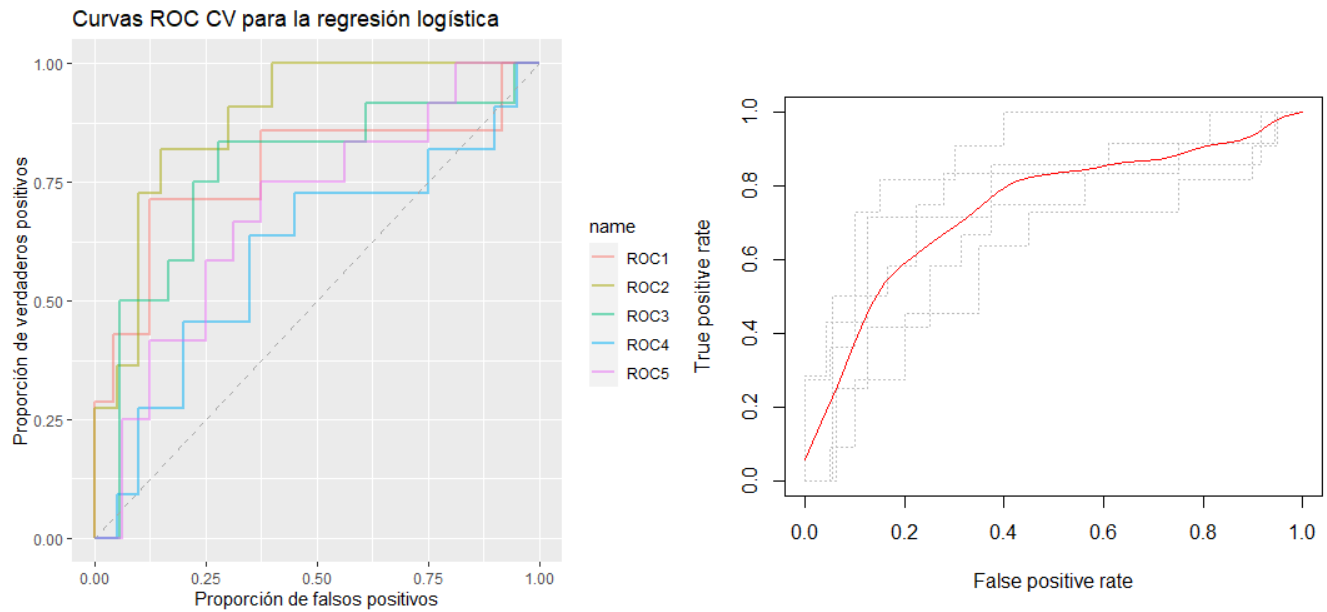 Curvas ROC CV para la regresión logística
Proporción de verdaderos positivos
1.00
0.75
0.50
0.25
0.00
0.00 0.25 0.50 0.75 1.00
Proporción de falsos positivos
name
ROC1
ROC2
ROC3
ROC4
ROC5
True positive rate
1.0
0.8
0.6
0.4
0.2
0.0
0.0 0.2 0.4 0.6 0.8 1.0
False positive rate